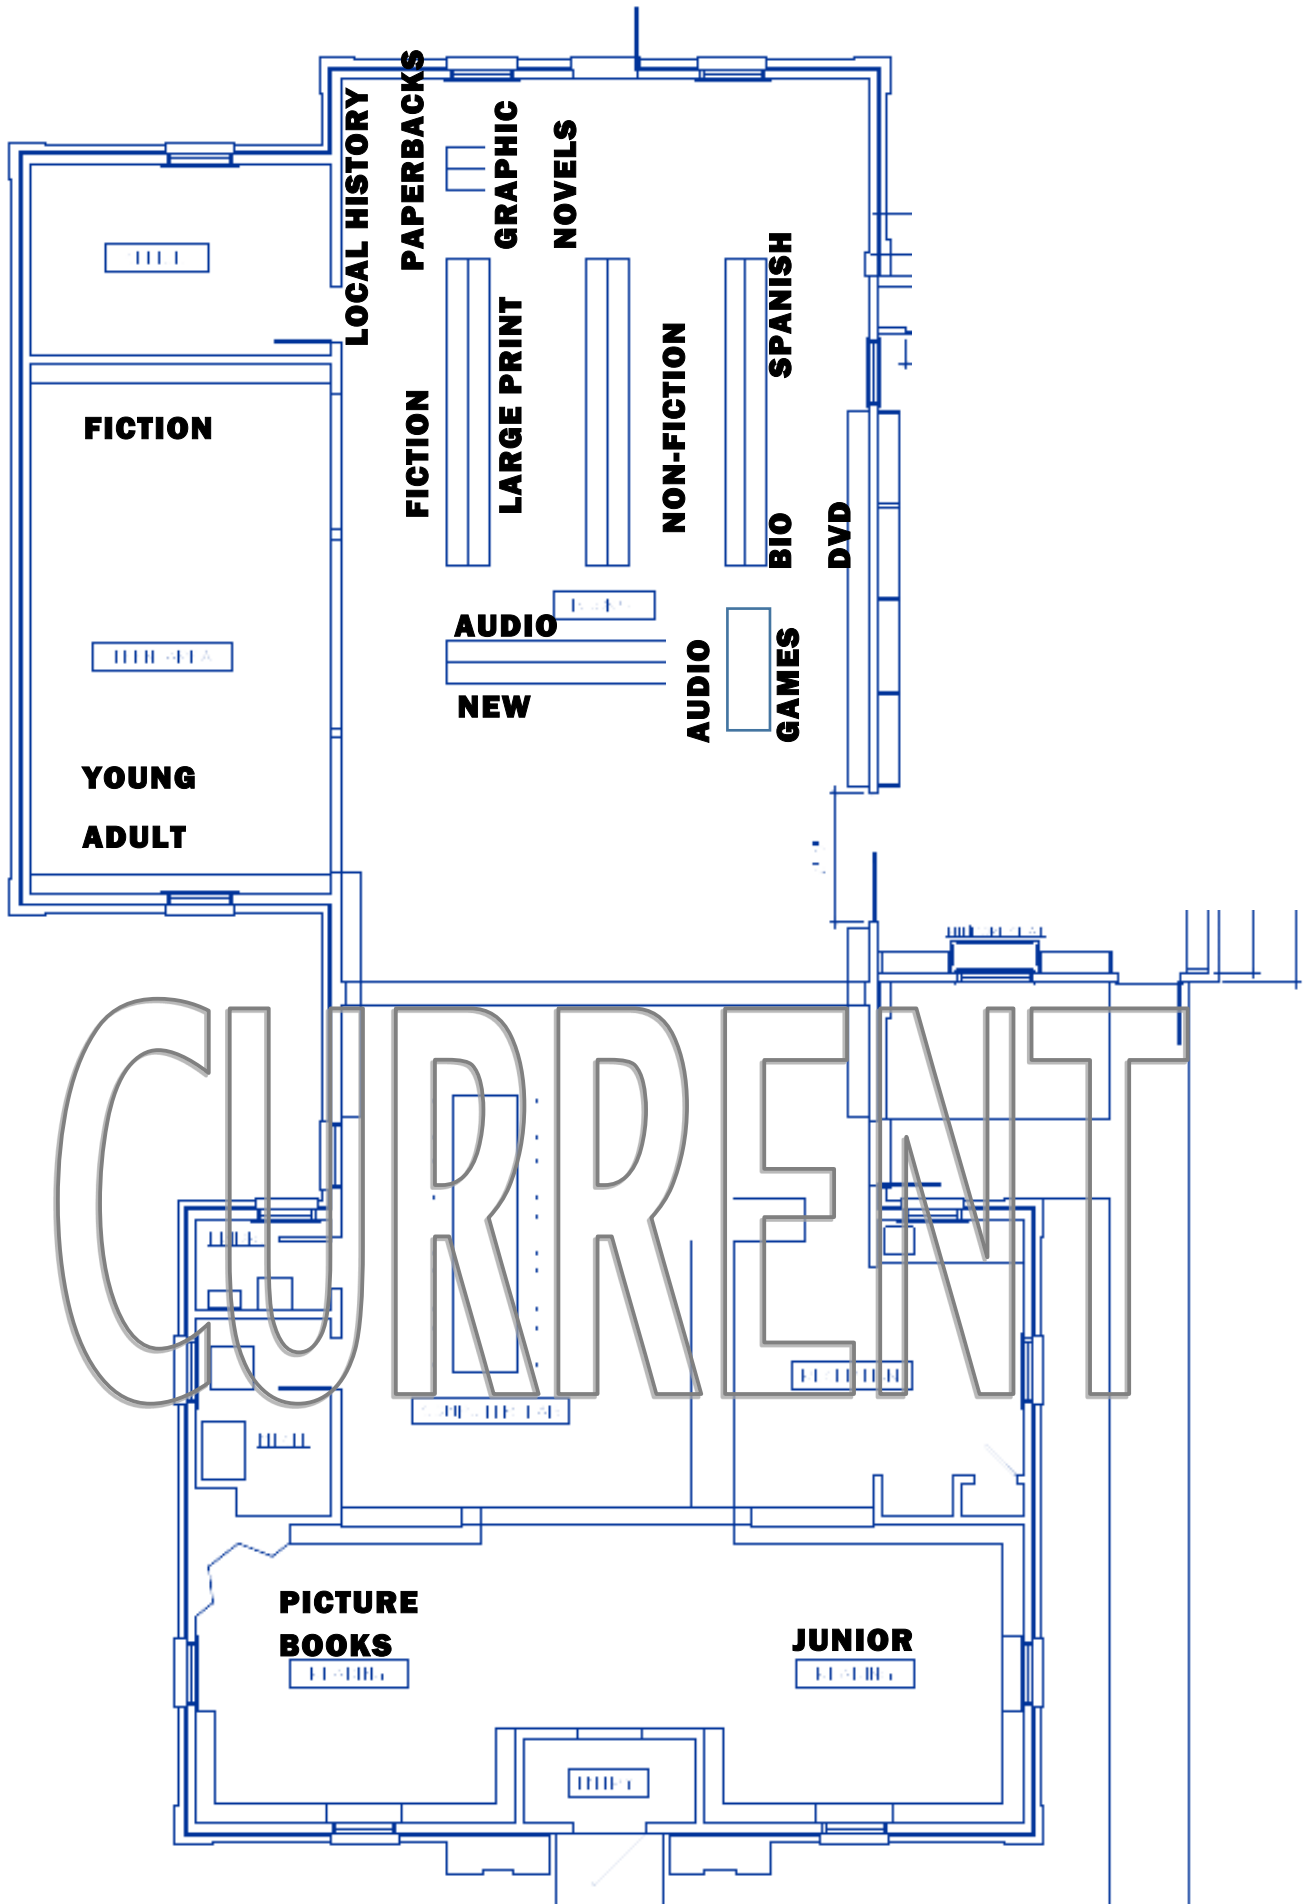 PAPERBACKS
LOCAL HISTORY
GRAPHIC
NOVELS
SPANISH
LARGE PRINT
NON-FICTION
FICTION
FICTION
BIO
DVD
AUDIO
NEW
AUDIO
GAMES
YOUNG
ADULT
CURRENT
PICTURE
BOOKS
JUNIOR